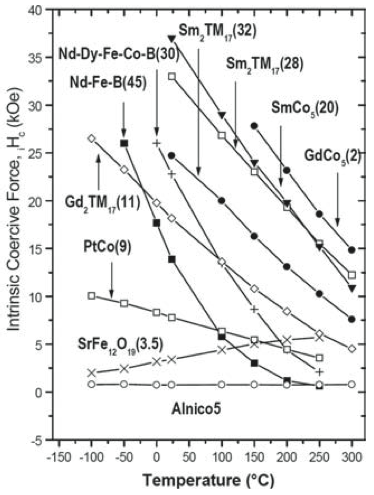 Intrinsic Coercive Force, ᵢH꜀ (kOe)
40
35
30
25
20
15
10
5
0
-5
Sm₂TM₁₇(32)
Nd-Dy-Fe-Co-B(30)
Sm₂TM₁₇(28)
Nd-Fe-B(45)
SmCo₅(20)
GdCo₅(2)
Gd₂TM₁₇(11)
PtCo(9)
SrFe₁₂O₁₉(3.5)
Alnico5
-150 -100 -50 0 50 100 150 200 250 300
Temperature (°C)